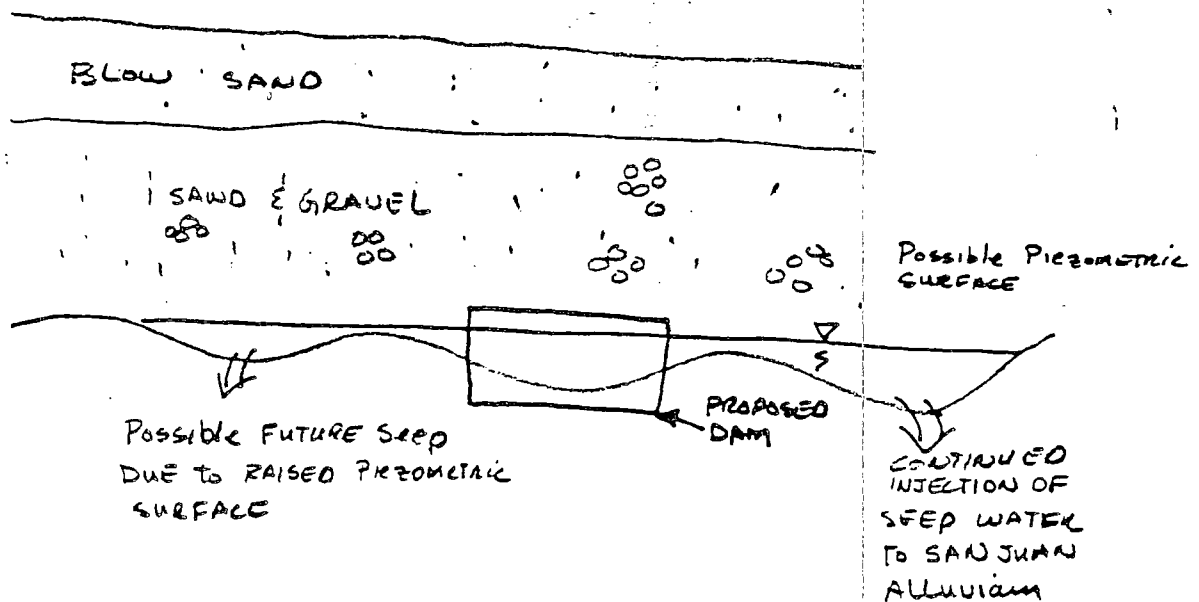 BLOW SAND
SAND & GRAVEL
Possible Piezometric
SURFACE
PROPOSED
DAM
Possible FUTURE Seep
DUE to RAISED PIEZOMETRIC
SURFACE
CONTINUED
INJECTION OF
SEEP WATER
TO SAN JUAN
Alluvium